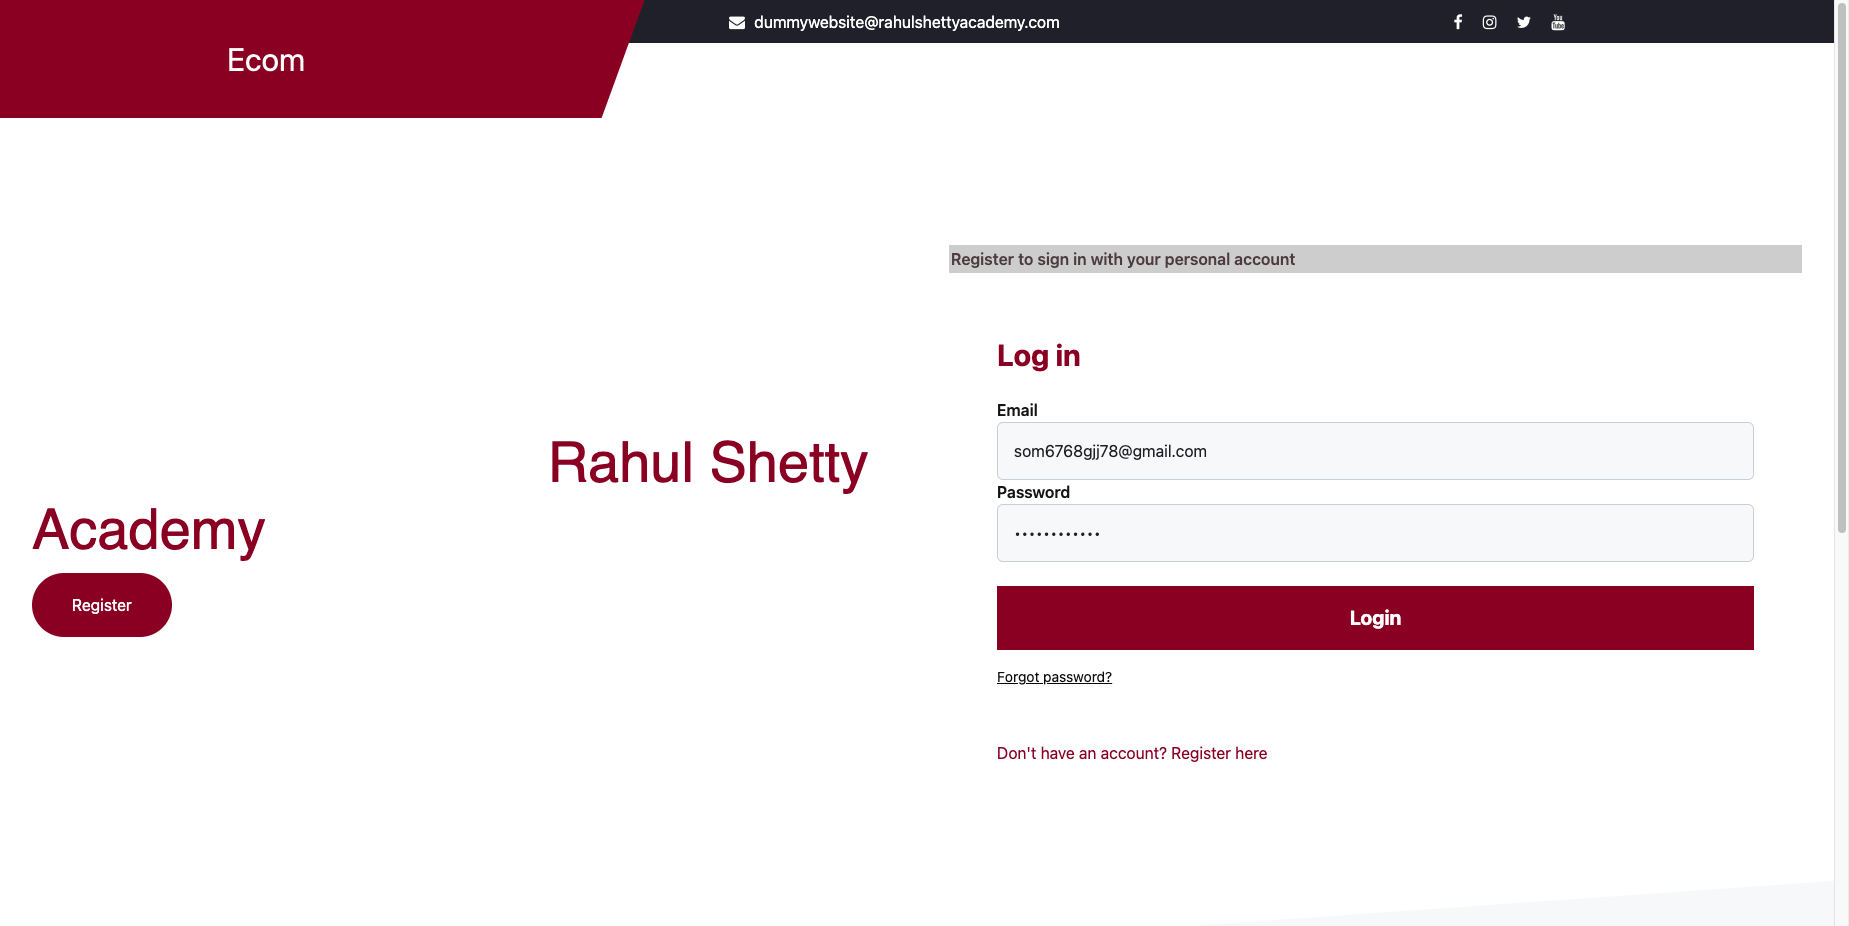 Ecom
dummywebsite@rahulshettyacademy.com
Register to sign in with your personal account
Rahul Shetty
Academy
Register
Log in
Email
som6768gjj78@gmail.com
Password
Login
Forgot password?
Don't have an account? Register here